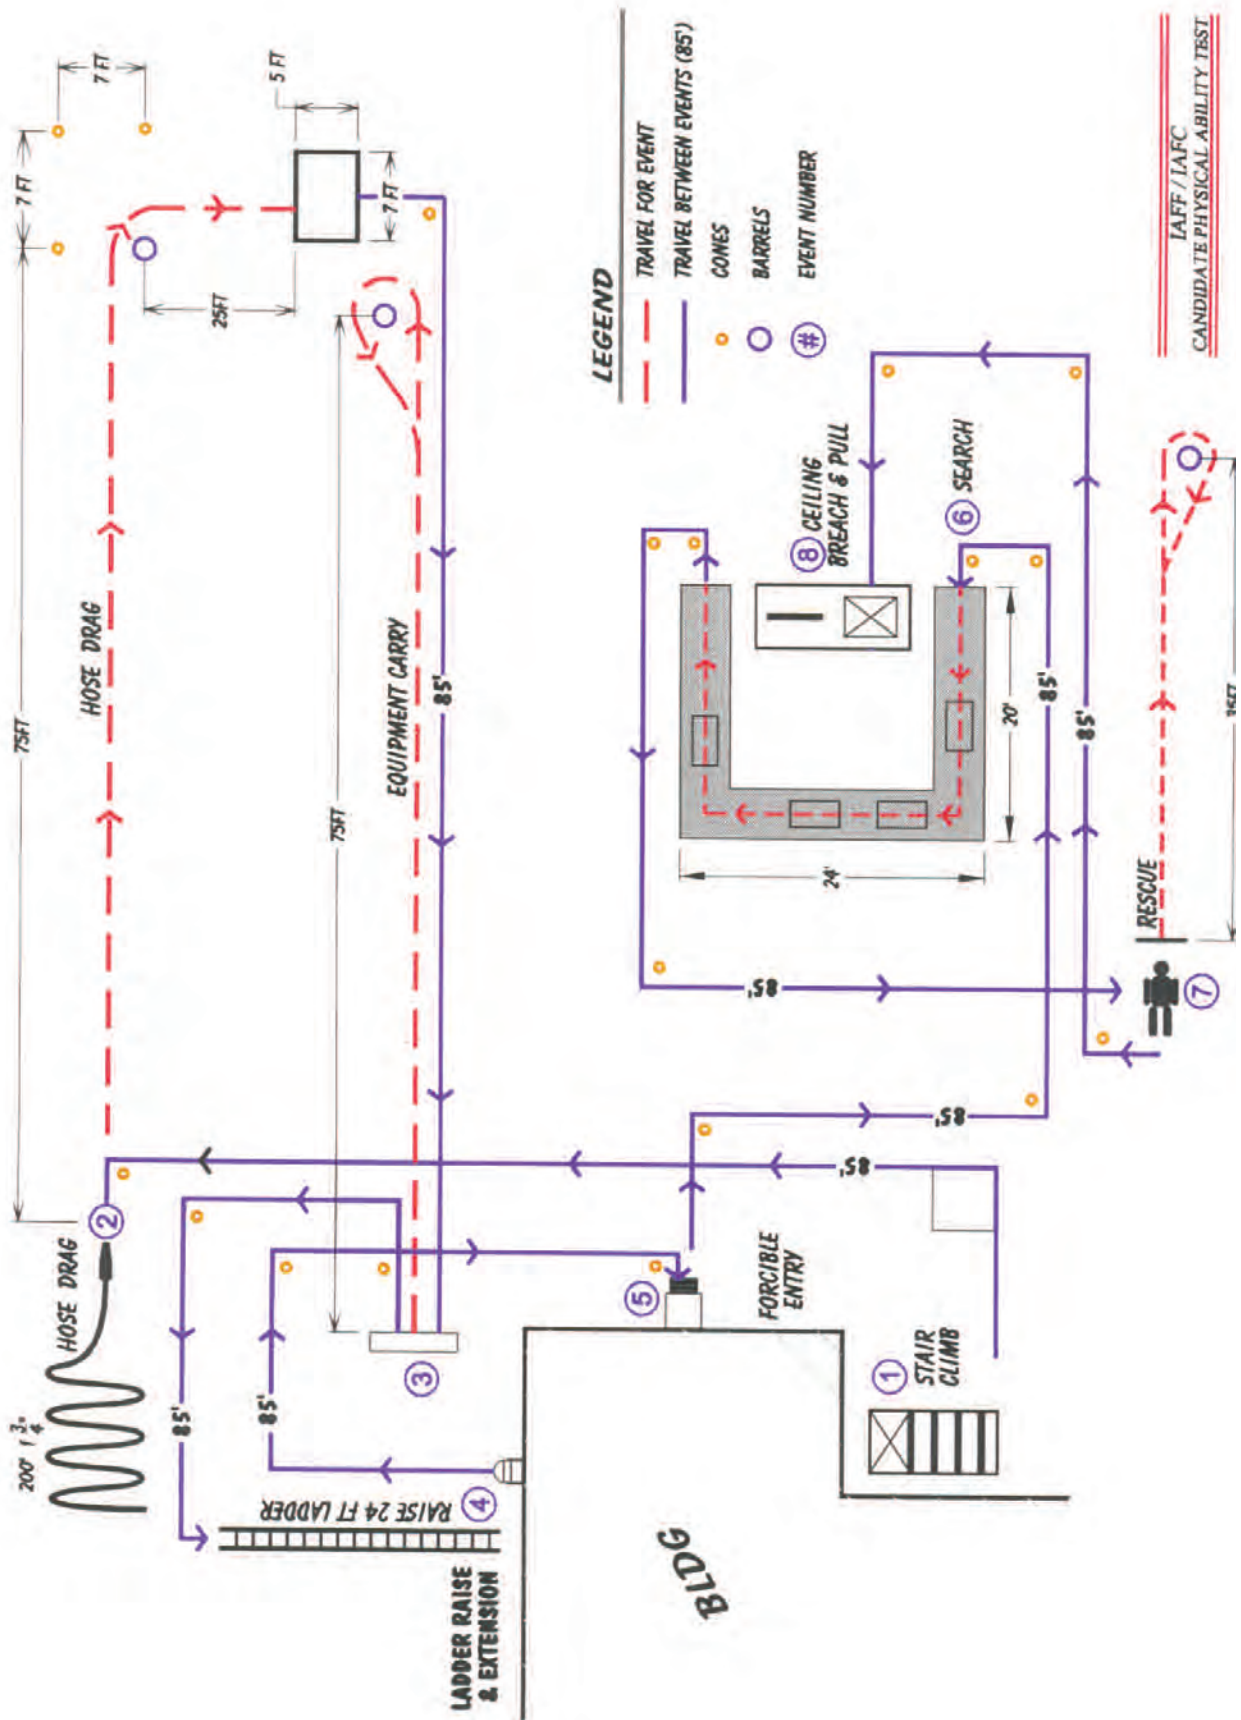 200' 1 3/4"
HOSE DRAG
2
75FT
HOSE DRAG
7 FT
7 FT
25FT
5 FT
7 FT
75FT
EQUIPMENT CARRY
85'
3
85'
85'
RAISE 24 FT LADDER
4
LADDER RAISE
& EXTENSION
BLDG
5
FORCIBLE
ENTRY
1
STAIR
CLIMB
85'
85'
85'
85'
85'
24'
20'
8 CEILING
BREACH & PULL
6 SEARCH
7
RESCUE
35FT
LEGEND
TRAVEL FOR EVENT
TRAVEL BETWEEN EVENTS (85')
CONES
BARRELS
# EVENT NUMBER
IAFF / IAFC
CANDIDATE PHYSICAL ABILITY TEST